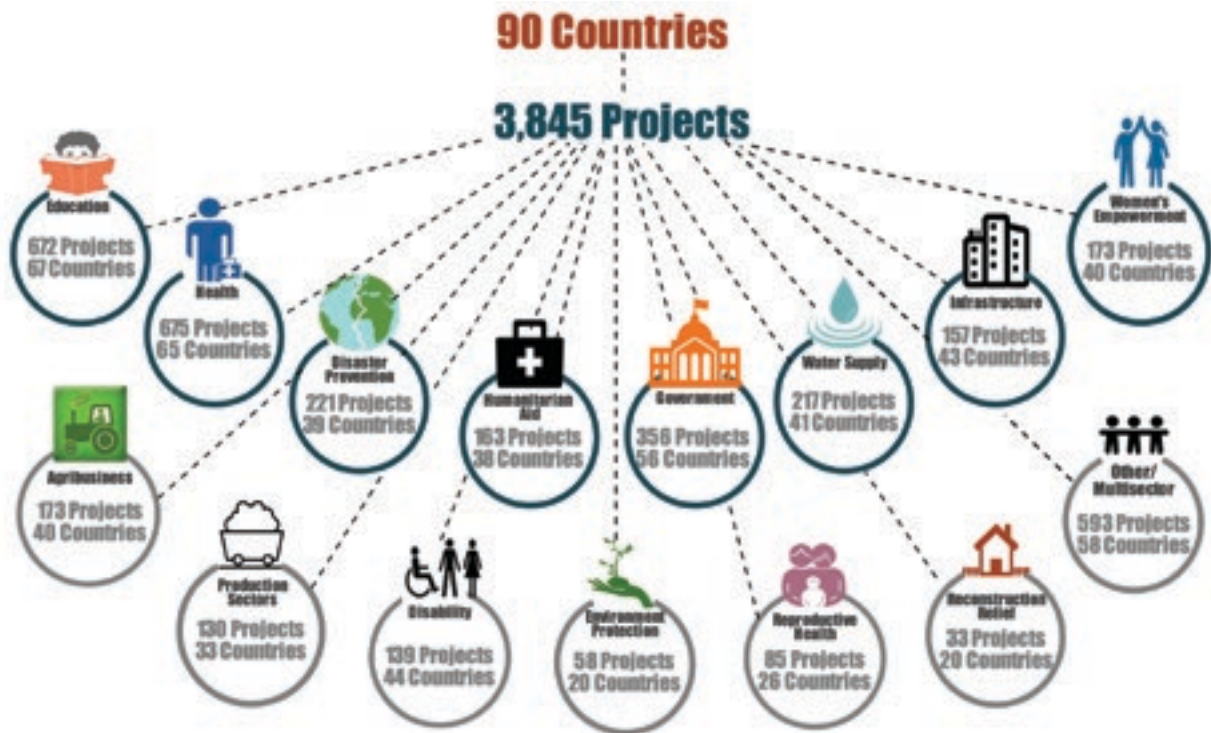 90 Countries
3,845 Projects
Education
672 Projects
67 Countries
Health
675 Projects
65 Countries
Disaster
Prevention
221 Projects
39 Countries
Humanitarian
Aid
163 Projects
38 Countries
Government
356 Projects
56 Countries
Water Supply
217 Projects
41 Countries
Infrastructure
157 Projects
43 Countries
Women's
Empowerment
173 Projects
40 Countries
Agribusiness
173 Projects
40 Countries
Production
Sectors
130 Projects
33 Countries
Disability
139 Projects
44 Countries
Environment
Protection
58 Projects
20 Countries
Reproductive
Health
85 Projects
26 Countries
Reconstruction
Relief
33 Projects
20 Countries
Other/
Multisector
593 Projects
58 Countries